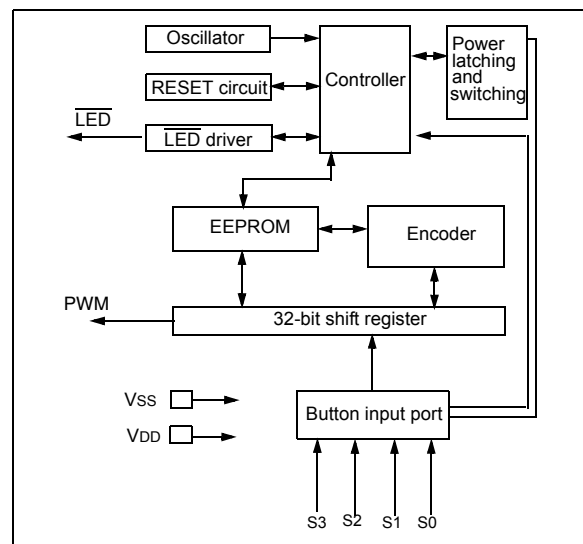 Oscillator
RESET circuit
LED
LED driver
Controller
Power
latching
and
switching
EEPROM
Encoder
PWM
32-bit shift register
VSS
VDD
Button input port
S3 S2 S1 S0